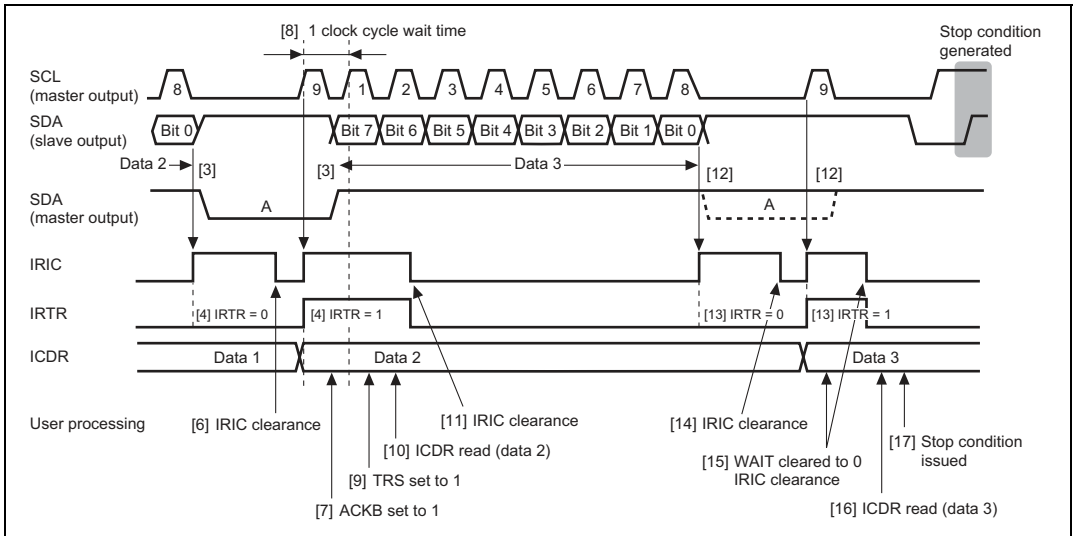 [8] 1 clock cycle wait time
Stop condition
generated
SCL
(master output)
8 9 1 2 3 4 5 6 7 8 9
SDA
(slave output)
Bit 0 Bit 7 Bit 6 Bit 5 Bit 4 Bit 3 Bit 2 Bit 1 Bit 0
Data 2 [3] [3] Data 3 [12] [12]
SDA
(master output)
A A
IRIC
IRTR
[4] IRTR = 0 [4] IRTR = 1 [13] IRTR = 0 [13] IRTR = 1
ICDR
Data 1 Data 2 Data 3
User processing
[6] IRIC clearance
[11] IRIC clearance
[14] IRIC clearance
[17] Stop condition
issued
[10] ICDR read (data 2)
[15] WAIT cleared to 0
IRIC clearance
[9] TRS set to 1
[7] ACKB set to 1
[16] ICDR read (data 3)